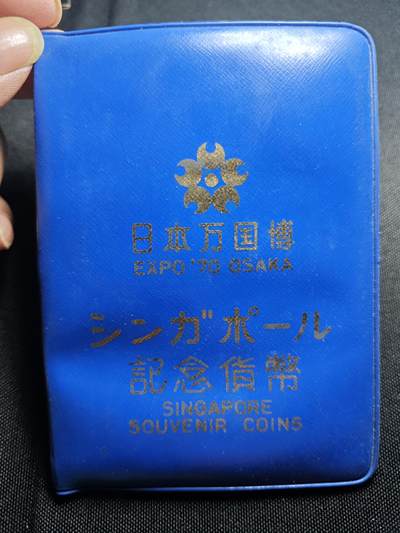 日本万国博
EXPO '70 OSAKA
シンガポール
記念貨幣
SINGAPORE
SOUVENIR COINS